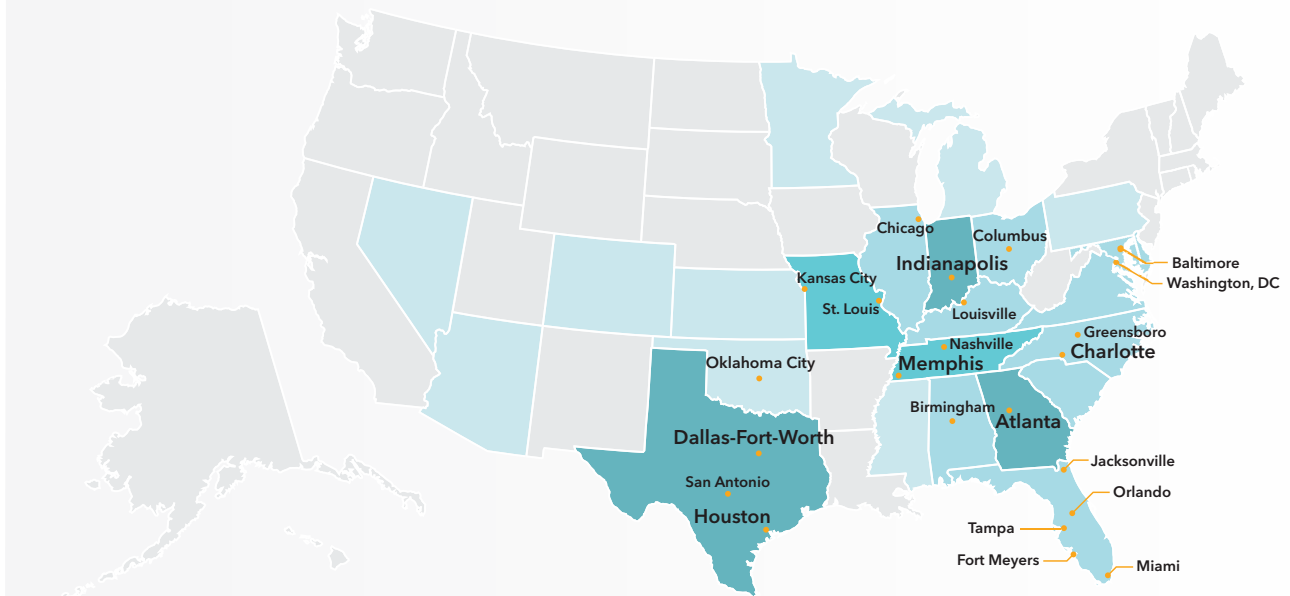 Chicago
Columbus
Indianapolis
Baltimore
Washington, DC
Kansas City
St. Louis
Louisville
Greensboro
Nashville
Charlotte
Memphis
Oklahoma City
Birmingham
Atlanta
Dallas-Fort-Worth
Jacksonville
San Antonio
Orlando
Houston
Tampa
Fort Meyers
Miami